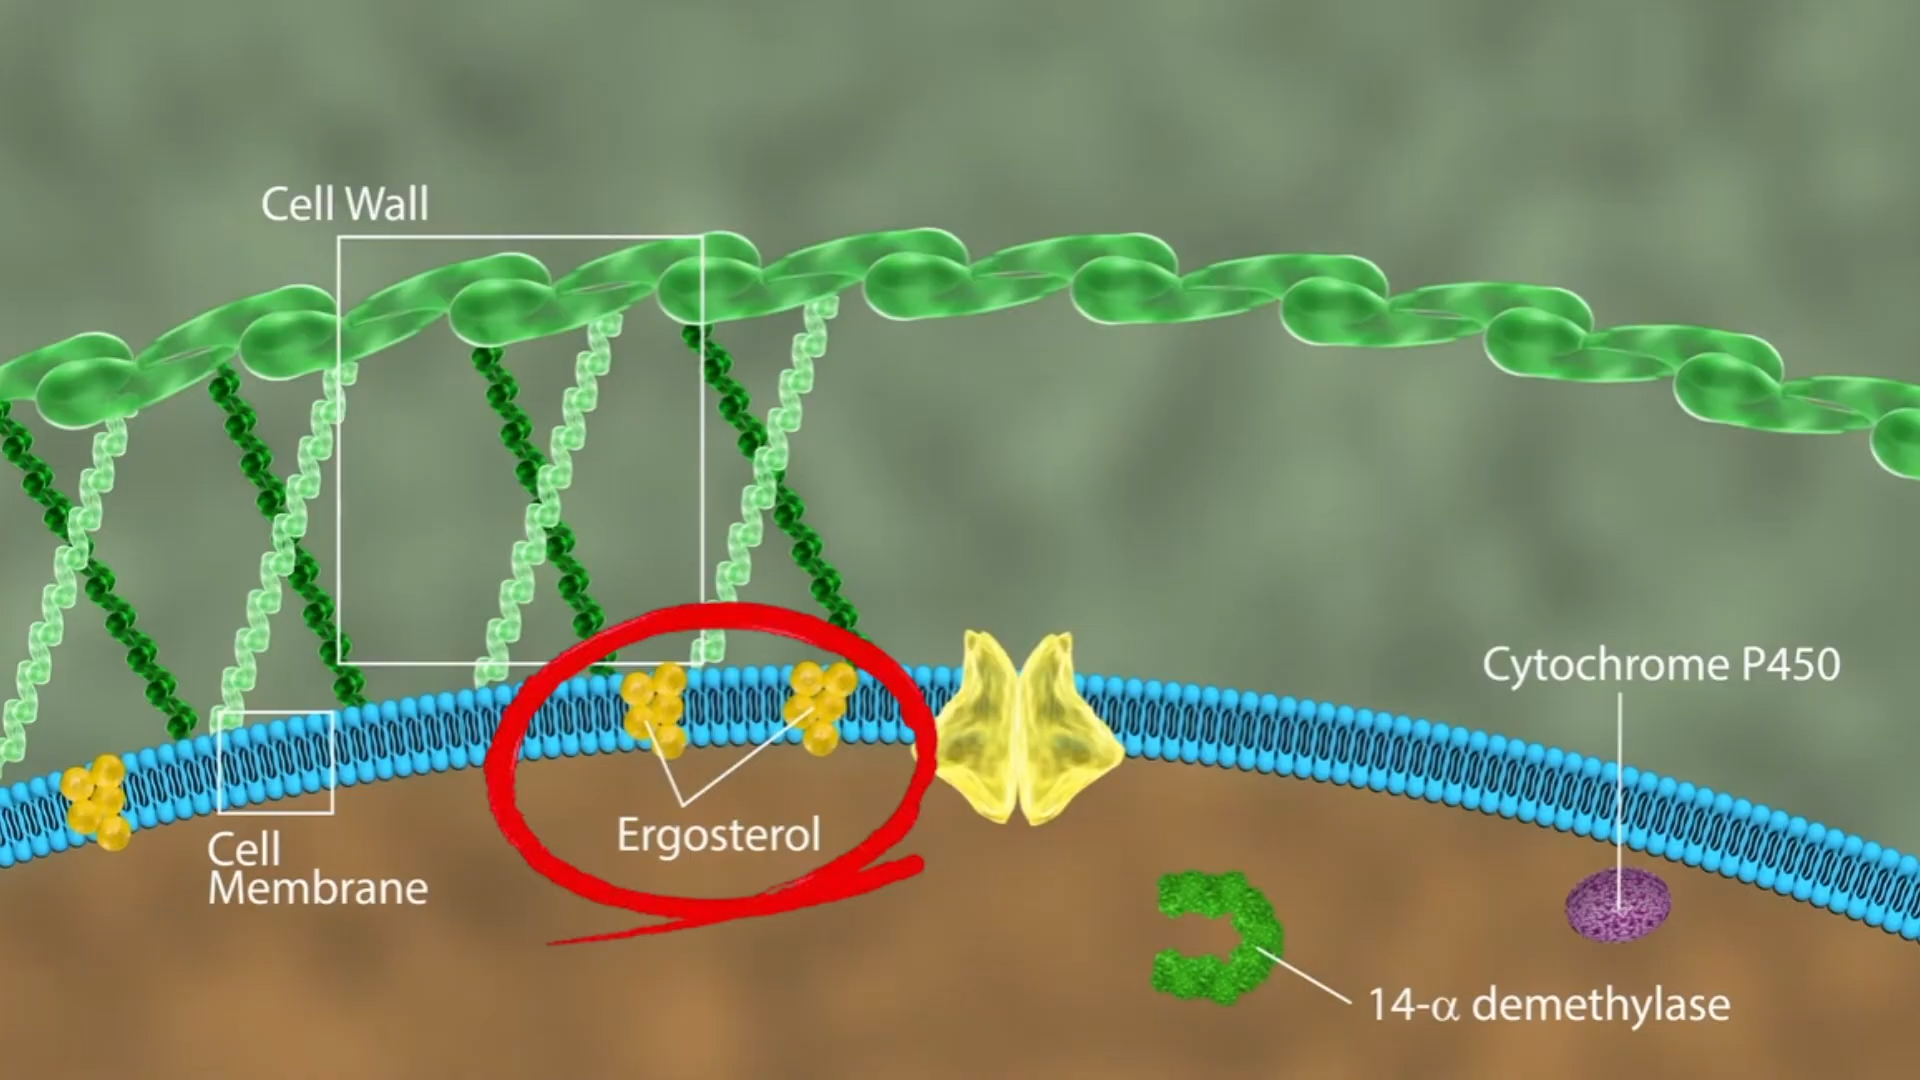 Cell Wall
Cytochrome P450
Ergosterol
Cell
Membrane
14-α demethylase